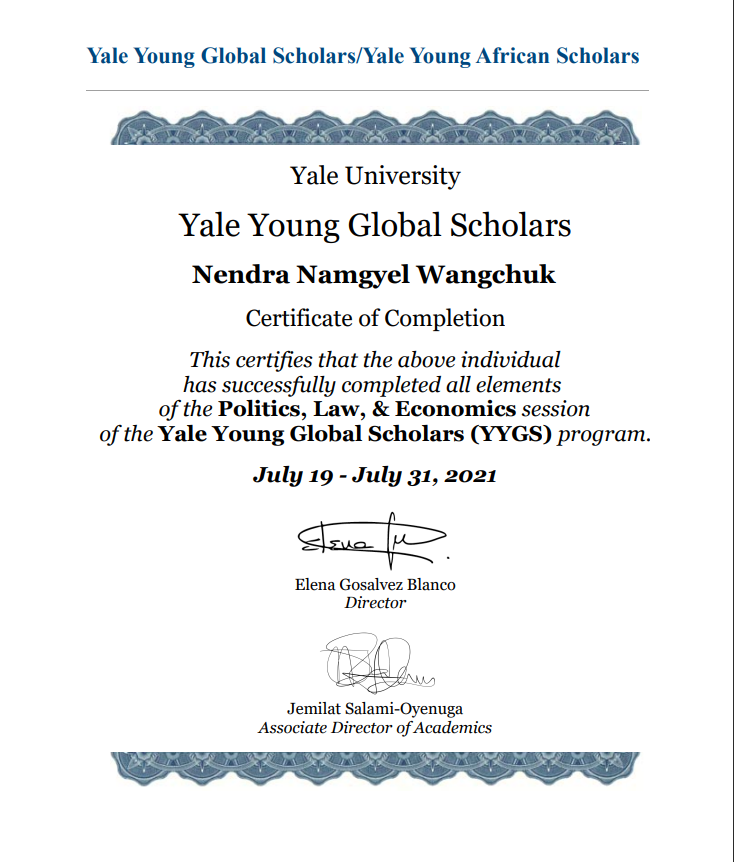 Yale Young Global Scholars/Yale Young African Scholars
Yale University
Yale Young Global Scholars
Nendra Namgyel Wangchuk
Certificate of Completion
This certifies that the above individual
has successfully completed all elements
of the Politics, Law, & Economics session
of the Yale Young Global Scholars (YYGS) program.
July 19 - July 31, 2021
Elena
Elena Gosalvez Blanco
Director
Jemilat Salami-Oyenuga
Associate Director of Academics